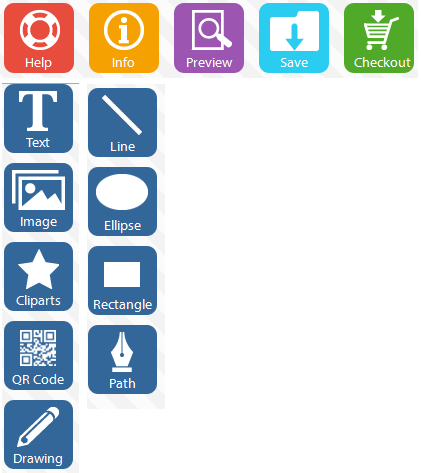 Help
Info
Preview
Save
Checkout
Text
Line
Image
Ellipse
Cliparts
Rectangle
QR Code
Path
Drawing